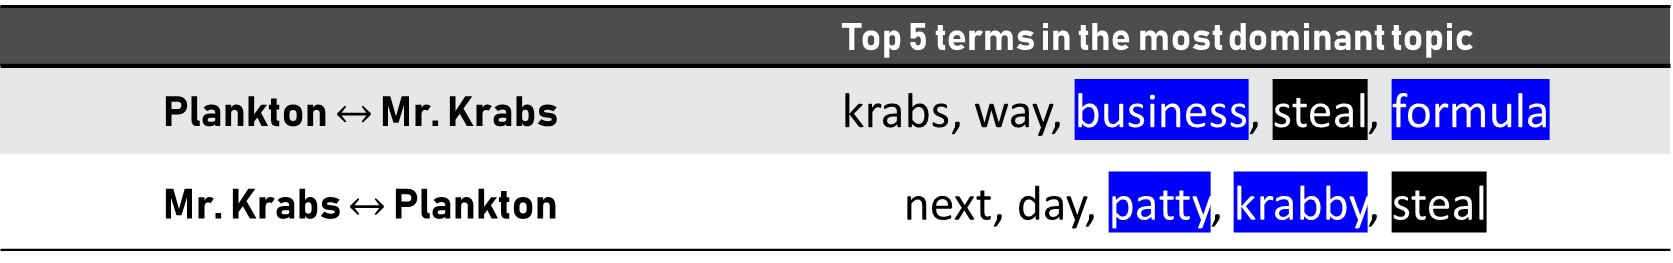 Top 5 terms in the most dominant topic
Plankton ↔ Mr. Krabs krabs, way, business, steal, formula
Mr. Krabs ↔ Plankton next, day, patty, krabby, steal